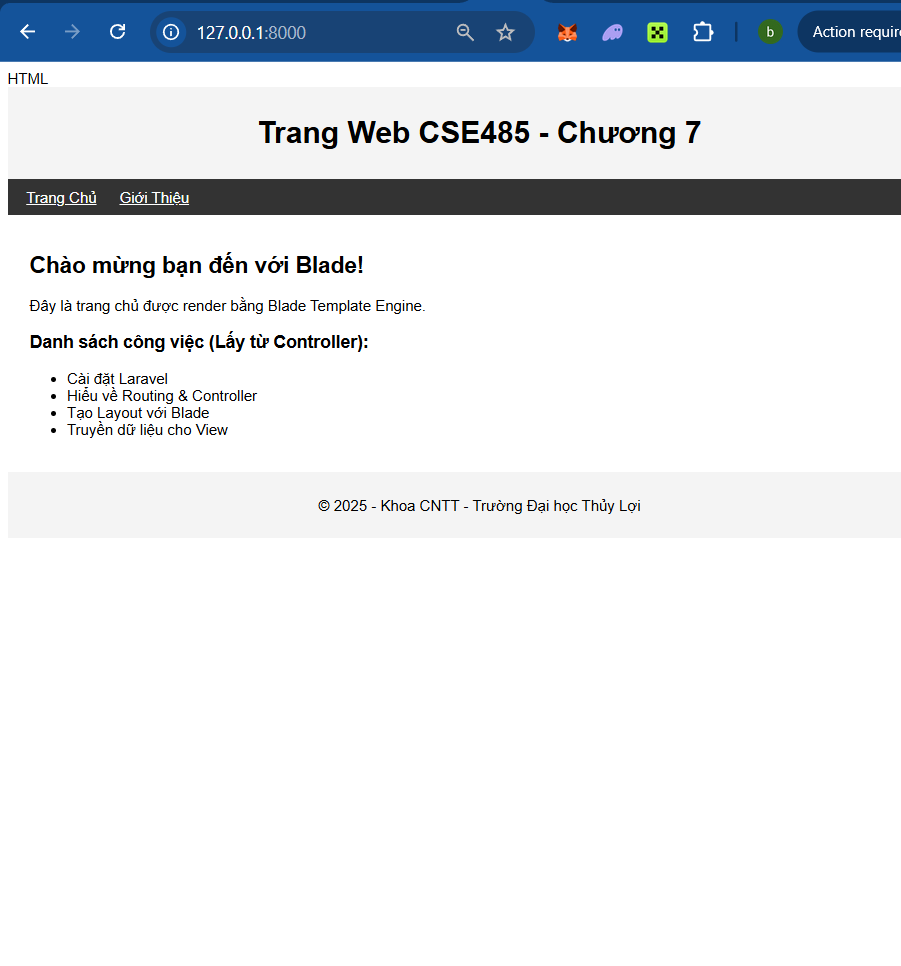 127.0.0.1:8000
b
Action require
HTML
Trang Web CSE485 - Chương 7
Trang Chủ Giới Thiệu
Chào mừng bạn đến với Blade!
Đây là trang chủ được render bằng Blade Template Engine.
Danh sách công việc (Lấy từ Controller):
Cài đặt Laravel
Hiểu về Routing & Controller
Tạo Layout với Blade
Truyền dữ liệu cho View
© 2025 - Khoa CNTT - Trường Đại học Thủy Lợi